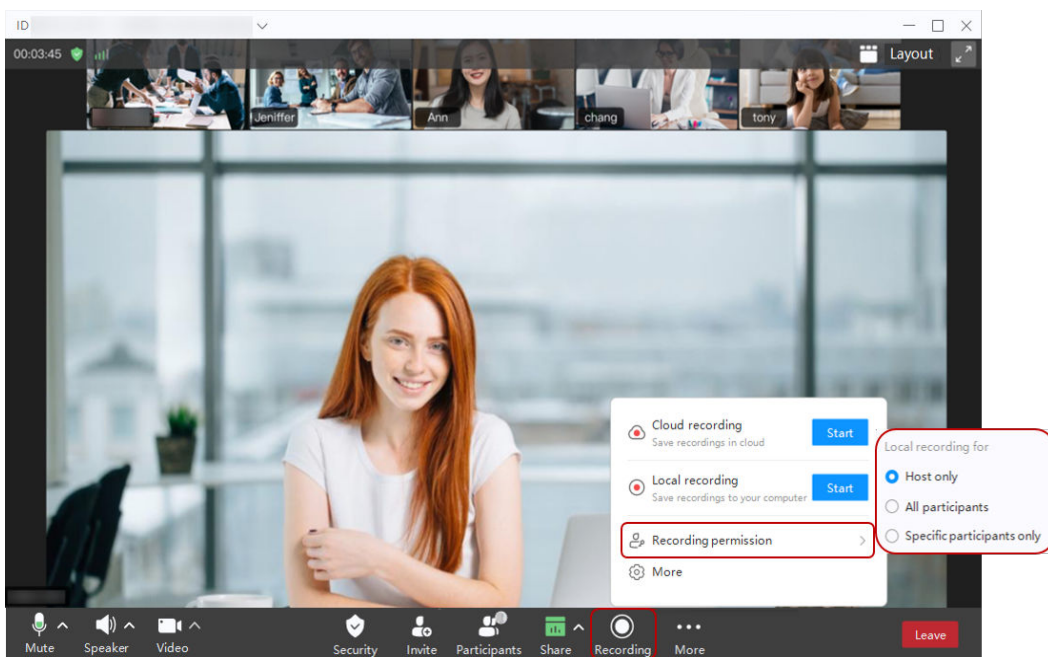 ID
00:03:45
Layout
Jeniffer
Ann
chang
tony
Cloud recording
Save recordings in cloud
Start
Local recording
Save recordings to your computer
Start
Recording permission
More
Local recording for
Host only
All participants
Specific participants only
Mute
Speaker
Video
Security
Invite
Participants
Share
Recording
More
Leave